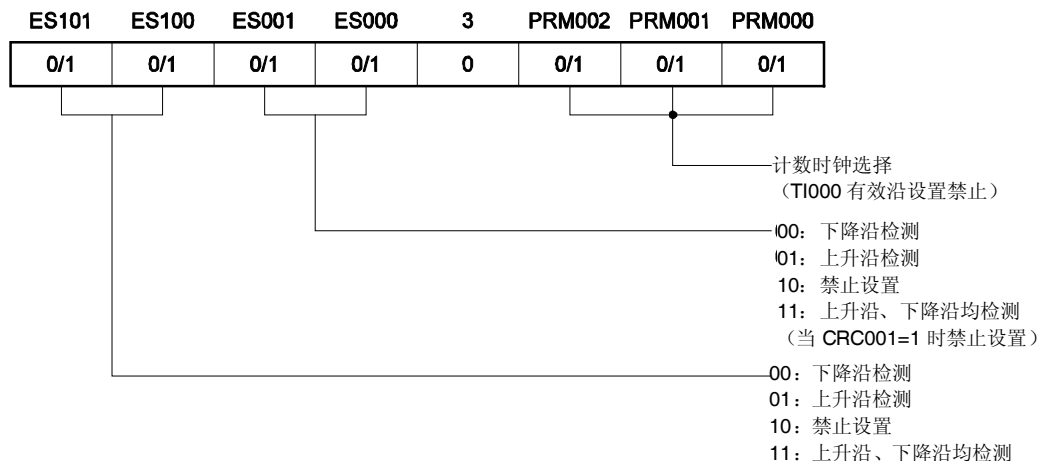 ES101 ES100 ES001 ES000 3 PRM002 PRM001 PRM000
0/1 0/1 0/1 0/1 0 0/1 0/1 0/1
计数时钟选择
（TI000 有效沿设置禁止）
00：下降沿检测
01：上升沿检测
10：禁止设置
11：上升沿、下降沿均检测
（当 CRC001=1 时禁止设置）
00：下降沿检测
01：上升沿检测
10：禁止设置
11：上升沿、下降沿均检测